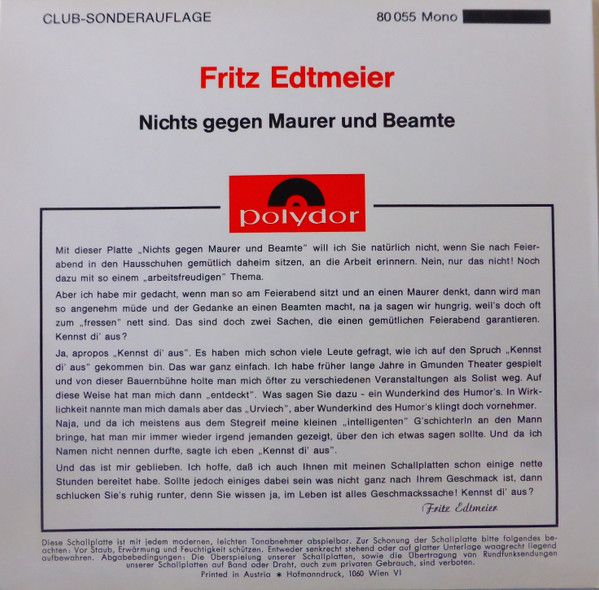 CLUB-SONDERAUFLAGE 80 055 Mono
Fritz Edtmeier
Nichts gegen Maurer und Beamte
polydor
Mit dieser Platte „Nichts gegen Maurer und Beamte" will ich Sie natürlich nicht, wenn Sie nach Feier-
abend in den Hausschuhen gemütlich daheim sitzen, an die Arbeit erinnern. Nein, nur das nicht! Noch
dazu mit so einem „arbeitsfreudigen" Thema.
Aber ich habe mir gedacht, wenn man so am Feierabend sitzt und an einen Maurer denkt, dann wird man
so angenehm müde und der Gedanke an einen Beamten macht, na ja sagen wir hungrig, weil's doch oft
zum „fressen" nett sind. Das sind doch zwei Sachen, die einen gemütlichen Feierabend garantieren.
Kennst di' aus?
Ja, apropos „Kennst di' aus". Es haben mich schon viele Leute gefragt, wie ich auf den Spruch „Kennst
di' aus" gekommen bin. Das war ganz einfach. Ich habe früher lange Jahre in Gmunden Theater gespielt
und von dieser Bauernbühne holte man mich öfter zu verschiedenen Veranstaltungen als Solist weg. Auf
diese Weise hat man mich dann „entdeckt". Was sagen Sie dazu - ein Wunderkind des Humor's. In Wirk-
lichkeit nannte man mich damals aber das „Urviech", aber Wunderkind des Humor's klingt doch vornehmer.
Naja, und da ich meistens aus dem Stegreif meine kleinen „intelligenten" G'schichterln an den Mann
bringe, hat man mir immer wieder irgend jemanden gezeigt, über den ich etwas sagen sollte. Und da ich
Namen nicht nennen durfte, sagte ich eben „Kennst di' aus".
Und das ist mir geblieben. Ich hoffe, daß ich auch Ihnen mit meinen Schallplatten schon einige nette
Stunden bereitet habe. Sollte jedoch einiges dabei sein was nicht ganz nach Ihrem Geschmack ist, dann
schlucken Sie's ruhig runter, denn Sie wissen ja, im Leben ist alles Geschmackssache! Kennst di' aus?
Fritz Edtmeier
Diese Schallplatte ist mit jedem modernen, leichten Tonabnehmer abspielbar. Zur Schonung der Schallplatte bitte folgendes be-
achten: Vor Staub, Erwärmung und Feuchtigkeit schützen. Entweder senkrecht stehend oder auf glatter Unterlage waagrecht liegend
aufbewahren. Abgabebedingungen: Die Überspielung unserer Schallplatten, sowie die Übertragung von Rundfunksendungen
unserer Schallplatten auf Band oder Draht, auch zum privaten Gebrauch, sind verboten.
Printed in Austria ✱ Hofmanndruck, 1060 Wien VI